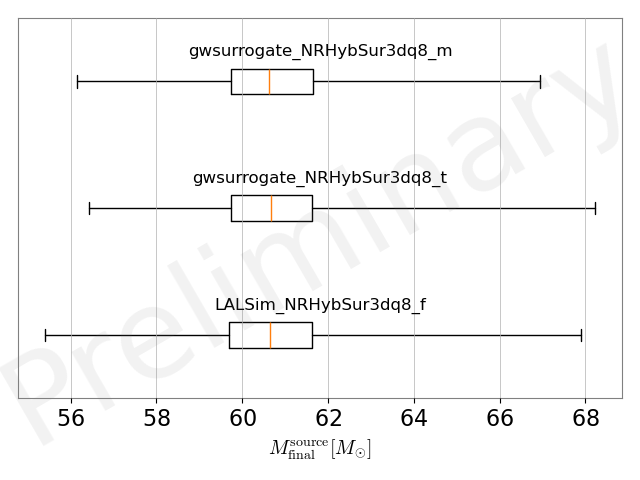 gwsurrogate_NRHybSur3dq8_m
gwsurrogate_NRHybSur3dq8_t
LALSim_NRHybSur3dq8_f
Preliminary
56 58 60 62 64 66 68
M_final^source [M_⊙]